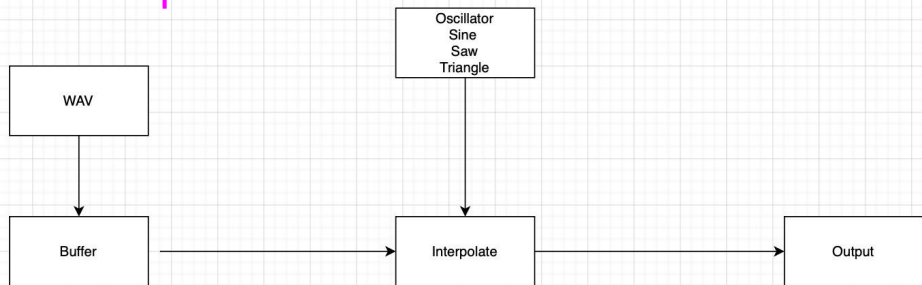 Oscillator
Sine
Saw
Triangle
WAV
Buffer
Interpolate
Output